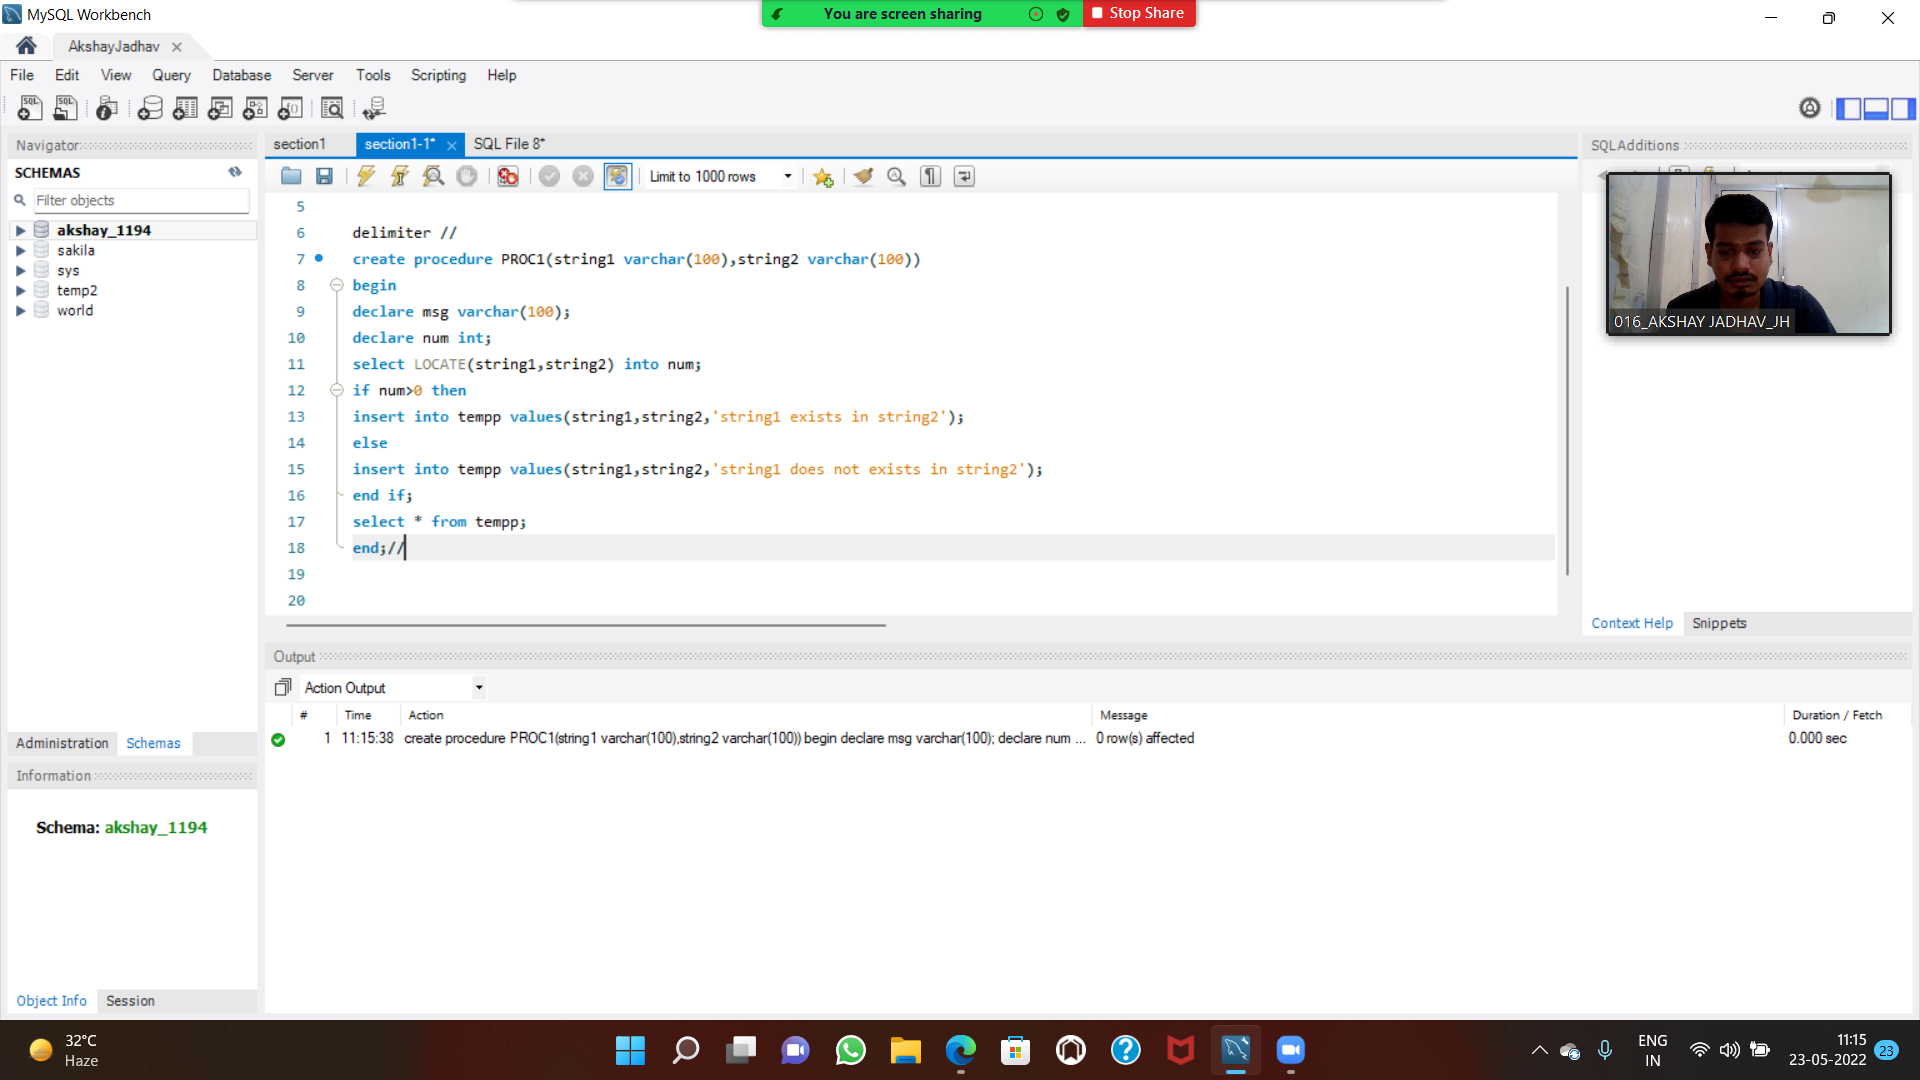 MySQL Workbench
You are screen sharing
Stop Share
AkshayJadhav
File Edit View Query Database Server Tools Scripting Help
Navigator
SCHEMAS
Filter objects
akshay_1194
sakila
sys
temp2
world
Administration Schemas
Information
Schema: akshay_1194
Object Info Session
section1 section1-1* SQL File 8*
Limit to 1000 rows
5
6 delimiter //
7 create procedure PROC1(string1 varchar(100),string2 varchar(100))
8 begin
9 declare msg varchar(100);
10 declare num int;
11 select LOCATE(string1,string2) into num;
12 if num>0 then
13 insert into tempp values(string1,string2,'string1 exists in string2');
14 else
15 insert into tempp values(string1,string2,'string1 does not exists in string2');
16 end if;
17 select * from tempp;
18 end;//
19
20
SQLAdditions
016_AKSHAY JADHAV_JH
Context Help Snippets
Output
Action Output
# Time Action Message Duration / Fetch
1 11:15:38 create procedure PROC1(string1 varchar(100),string2 varchar(100)) begin declare msg varchar(100); declare num ... 0 row(s) affected 0.000 sec
32°C
Haze
ENG
IN
11:15
23-05-2022
23